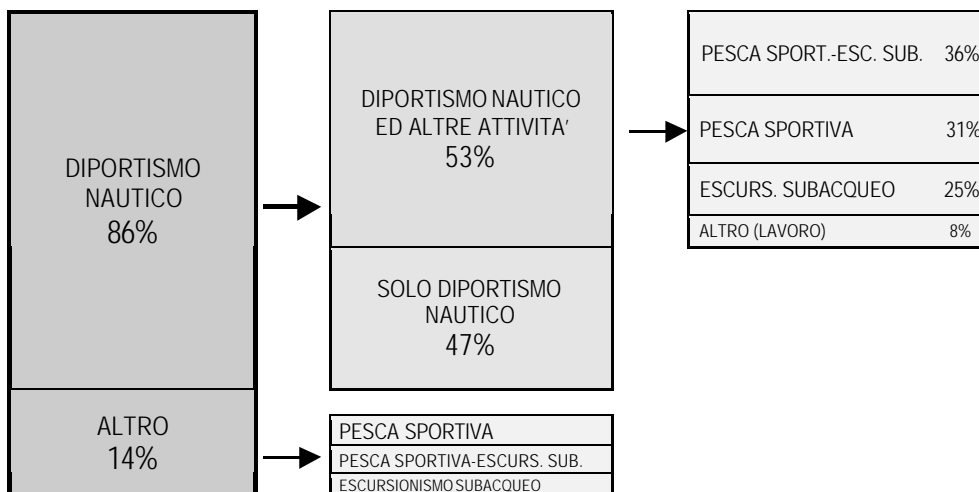 DIPORTISMO
NAUTICO
86%
ALTRO
14%
DIPORTISMO NAUTICO
ED ALTRE ATTIVITA'
53%
SOLO DIPORTISMO
NAUTICO
47%
PESCA SPORTIVA
PESCA SPORTIVA-ESCURS. SUB.
ESCURSIONISMO SUBACQUEO
PESCA SPORT.-ESC. SUB. 36%
PESCA SPORTIVA 31%
ESCURS. SUBACQUEO 25%
ALTRO (LAVORO) 8%